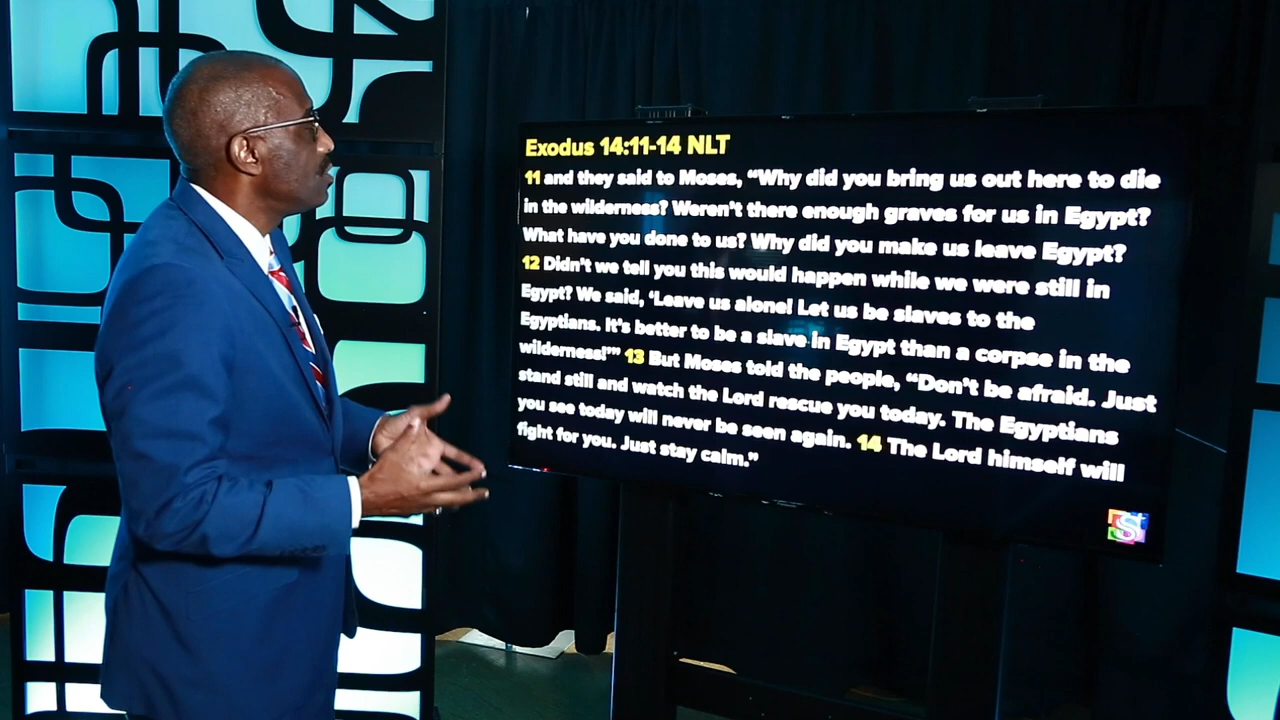 Exodus 14:11-14 NLT
11 and they said to Moses, “Why did you bring us out here to die
in the wilderness? Weren’t there enough graves for us in Egypt?
What have you done to us? Why did you make us leave Egypt?
12 Didn’t we tell you this would happen while we were still in
Egypt? We said, ‘Leave us alone! Let us be slaves to the
Egyptians. It’s better to be a slave in Egypt than a corpse in the
wilderness!’” 13 But Moses told the people, “Don’t be afraid. Just
stand still and watch the Lord rescue you today. The Egyptians
you see today will never be seen again. 14 The Lord himself will
fight for you. Just stay calm.”
S